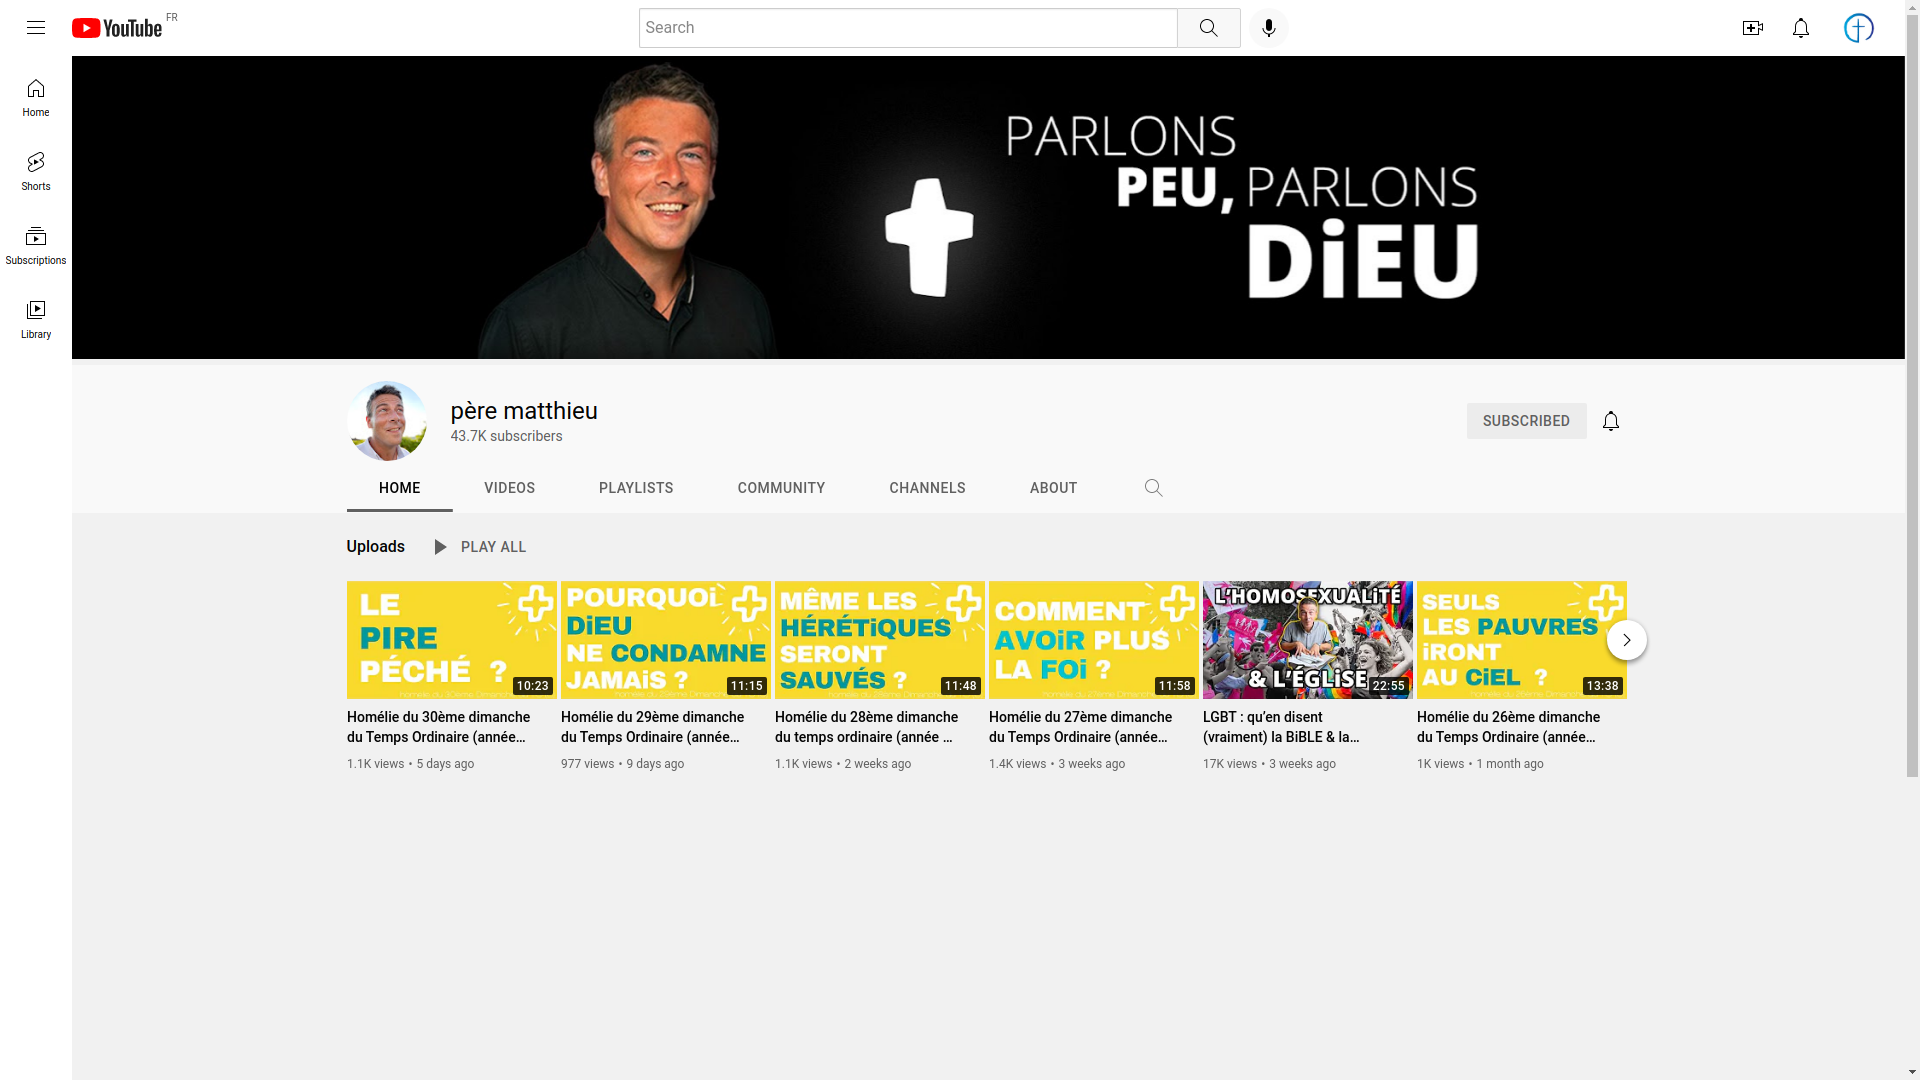 YouTube FR
Search
Home
Shorts
Subscriptions
Library
PARLONS
PEU, PARLONS
DiEU
père matthieu
43.7K subscribers
SUBSCRIBED
HOME VIDEOS PLAYLISTS COMMUNITY CHANNELS ABOUT
Uploads PLAY ALL
LE
PIRE
PÉCHÉ ?
10:23
Homélie du 30ème dimanche
du Temps Ordinaire (année…
1.1K views • 5 days ago
POURQUOi
DiEU
NE CONDAMNE
JAMAiS ?
11:15
Homélie du 29ème dimanche
du Temps Ordinaire (année…
977 views • 9 days ago
MÊME LES
HÉRÉTiQUES
SERONT
SAUVÉS ?
11:48
Homélie du 28ème dimanche
du temps ordinaire (année …
1.1K views • 2 weeks ago
COMMENT
AVOiR PLUS
LA FOi ?
11:58
Homélie du 27ème dimanche
du Temps Ordinaire (année…
1.4K views • 3 weeks ago
L'HOMOSEXUALiTÉ
& L'ÉGLiSE
22:55
LGBT : qu’en disent
(vraiment) la BiBLE & la…
17K views • 3 weeks ago
SEULS
LES PAUVRES
iRONT
AU CiEL ?
13:38
Homélie du 26ème dimanche
du Temps Ordinaire (année…
1K views • 1 month ago